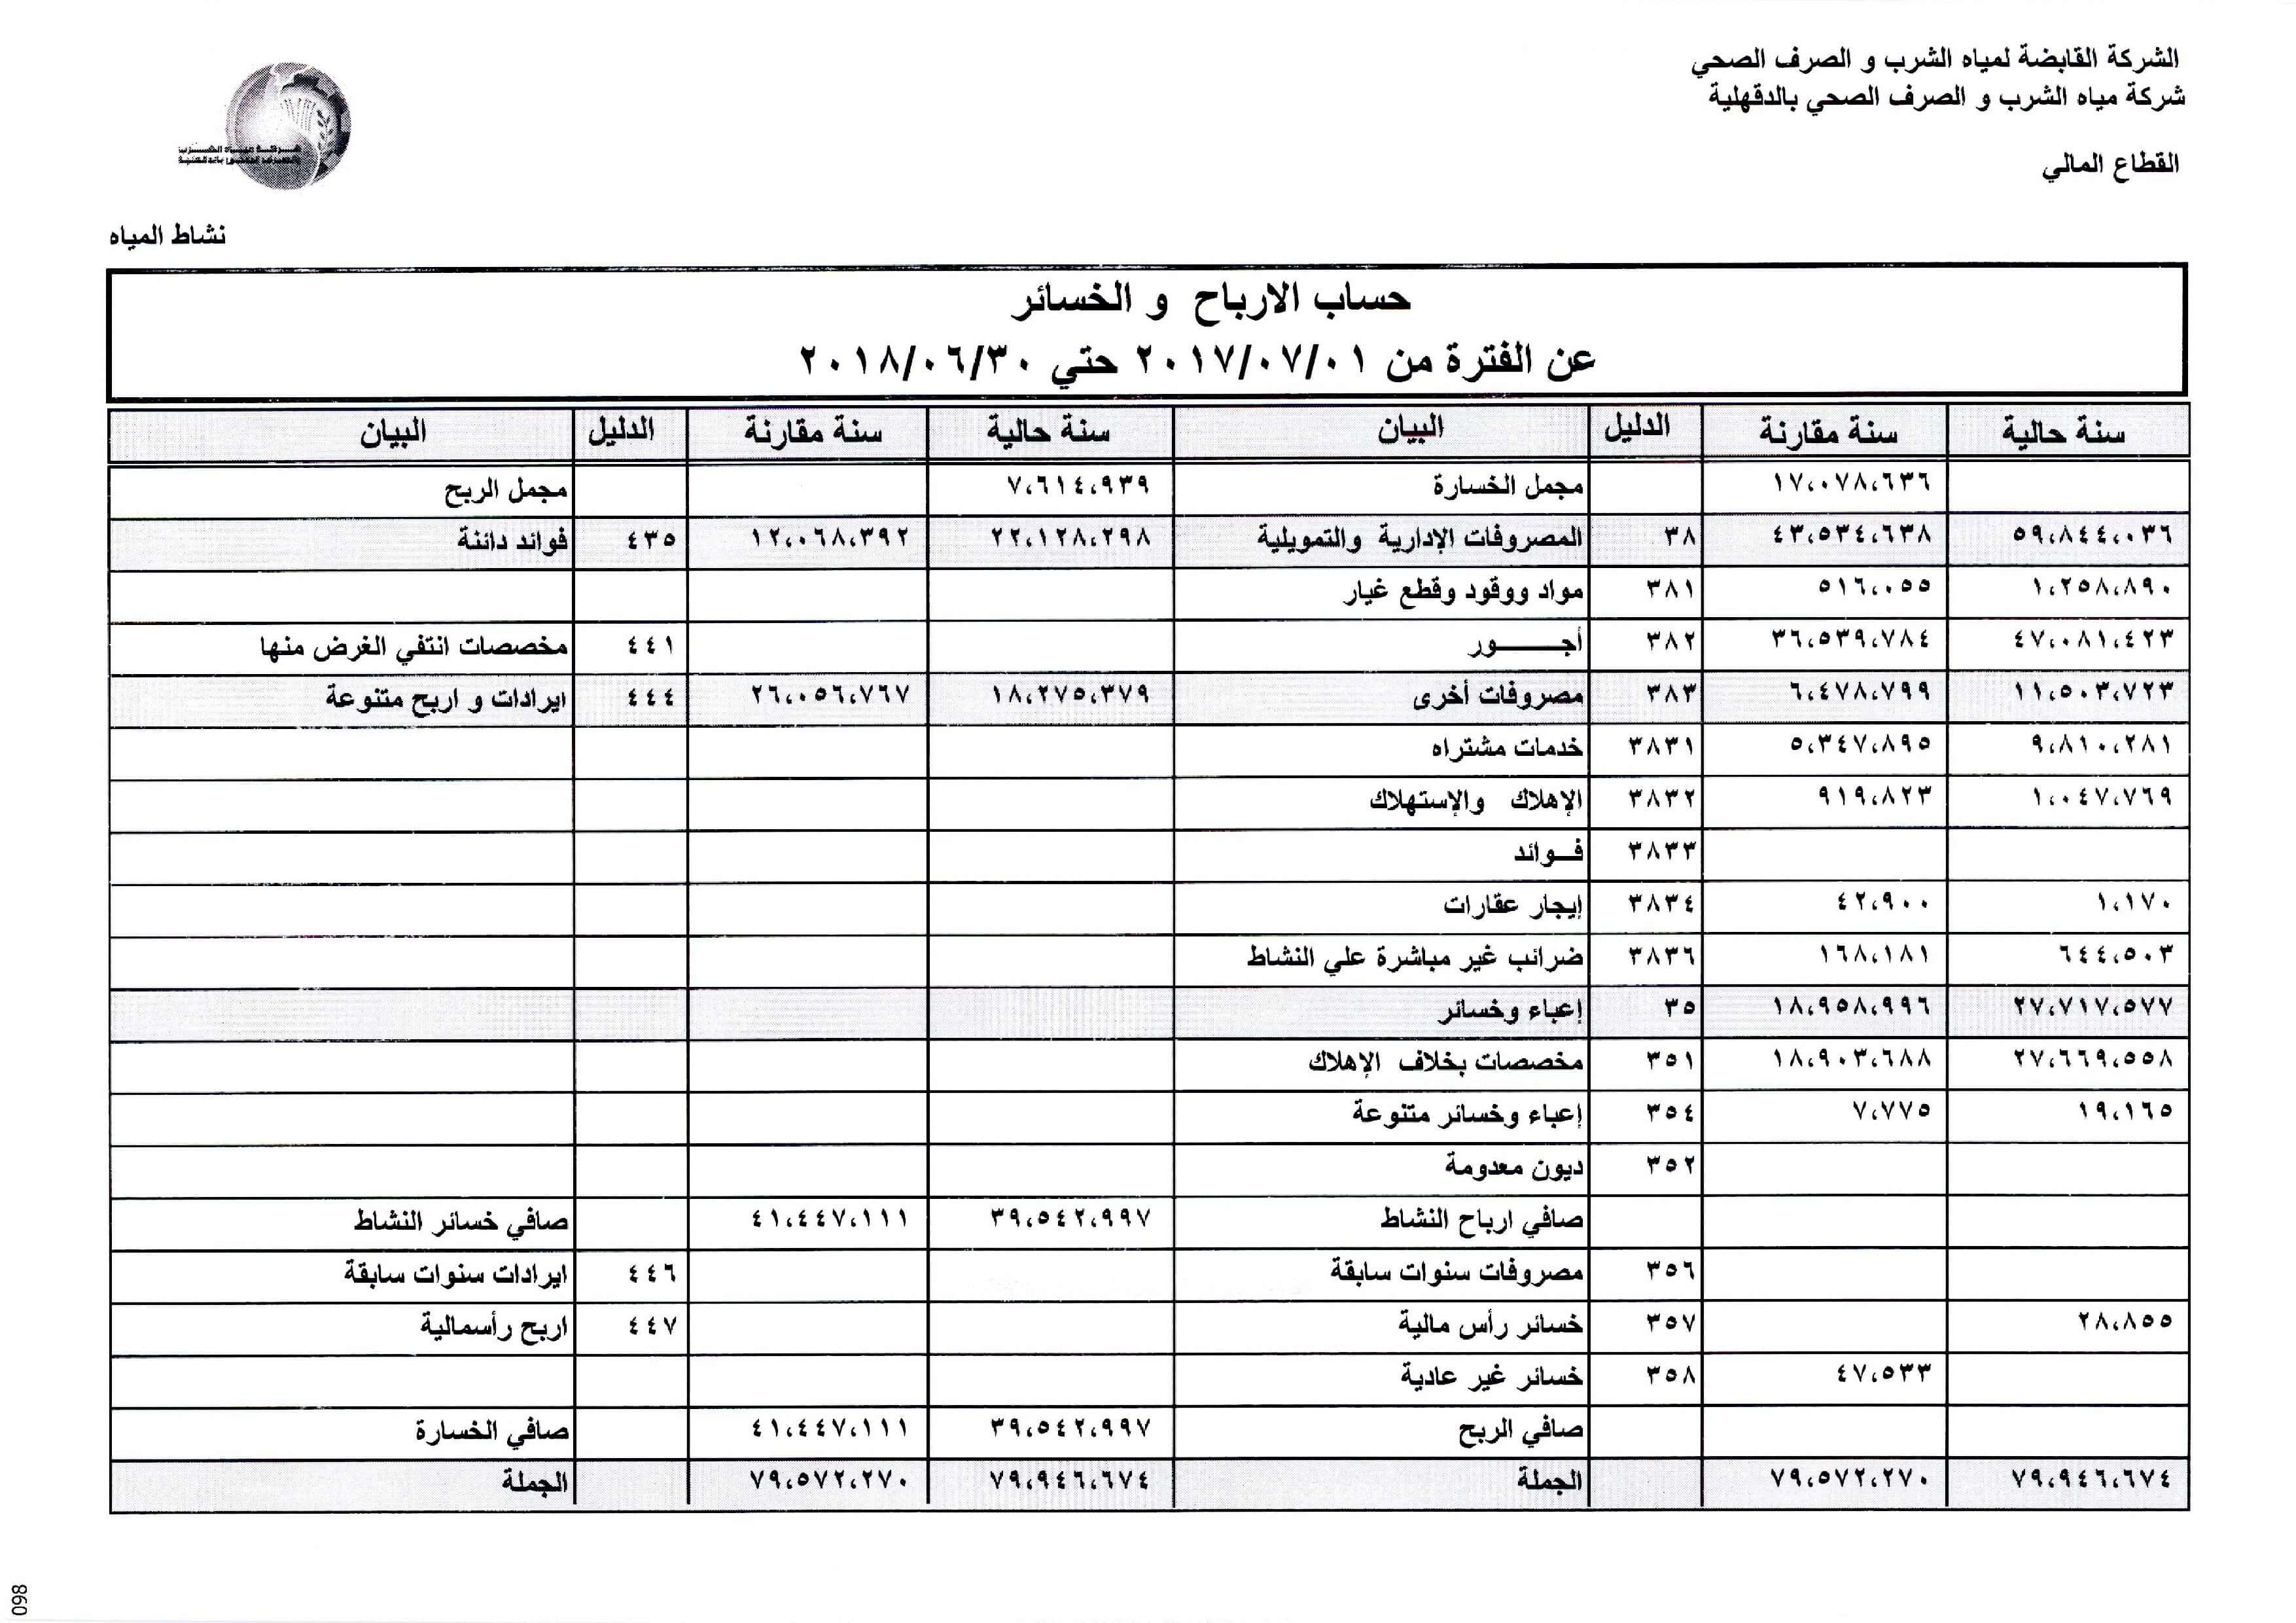 الشركة القابضة لمياه الشرب و الصرف الصحي
شركة مياه الشرب و الصرف الصحي بالدقهلية
القطاع المالي
نشاط المياه
حساب الارباح و الخسائر
عن الفترة من ٢٠١٧/٠٧/٠١ حتي ٢٠١٨/٠٦/٣٠
سنة حالية سنة مقارنة الدليل البيان سنة حالية سنة مقارنة الدليل البيان
١٧،٠٧٨،٦٣٦ مجمل الخسارة ٧،٦١٤،٩٣٩ مجمل الربح
٥٩،٨٤٤،٠٣٦ ٤٣،٥٣٤،٦٣٨ ٣٨ المصروفات الإدارية والتمويلية ٢٢،١٢٨،٢٩٨ ١٢،٠٦٨،٣٩٢ ٤٣٥ فوائد دائنة
١،٢٥٨،٨٩٠ ٥١٦،٠٥٥ ٣٨١ مواد ووقود وقطع غيار
٤٧،٠٨١،٤٢٣ ٣٦،٥٣٩،٧٨٤ ٣٨٢ أجـــــور ٤٤١ مخصصات انتفي الغرض منها
١١،٥٠٣،٧٢٣ ٦،٤٧٨،٧٩٩ ٣٨٣ مصروفات أخرى ١٨،٢٧٥،٣٧٩ ٢٦،٠٥٦،٧٦٧ ٤٤٤ ايرادات و اربح متنوعة
٩،٨١٠،٢٨١ ٥،٣٤٧،٨٩٥ ٣٨٣١ خدمات مشتراه
١،٠٤٧،٧٦٩ ٩١٩،٨٢٣ ٣٨٣٢ الإهلاك والإستهلاك
٣٨٣٣ فــوائد
١،١٧٠ ٤٢،٩٠٠ ٣٨٣٤ إيجار عقارات
٦٤٤،٥٠٣ ١٦٨،١٨١ ٣٨٣٦ ضرائب غير مباشرة علي النشاط
٢٧،٧١٧،٥٧٧ ١٨،٩٥٨،٩٩٦ ٣٥ إعباء وخسائر
٢٧،٦٦٩،٥٥٨ ١٨،٩٠٣،٦٨٨ ٣٥١ مخصصات بخلاف الإهلاك
١٩،١٦٥ ٧،٧٧٥ ٣٥٤ إعباء وخسائر متنوعة
٣٥٢ ديون معدومة
صافي ارباح النشاط ٣٩،٥٤٢،٩٩٧ ٤١،٤٤٧،١١١ صافي خسائر النشاط
٣٥٦ مصروفات سنوات سابقة ٤٤٦ ايرادات سنوات سابقة
٢٨،٨٥٥ ٣٥٧ خسائر رأس مالية ٤٤٧ اربح رأسمالية
٤٧،٥٣٣ ٣٥٨ خسائر غير عادية
صافي الربح ٣٩،٥٤٢،٩٩٧ ٤١،٤٤٧،١١١ صافي الخسارة
٧٩،٩٤٦،٦٧٤ ٧٩،٥٧٢،٢٧٠ الجملة ٧٩،٩٤٦،٦٧٤ ٧٩،٥٧٢،٢٧٠ الجملة
098